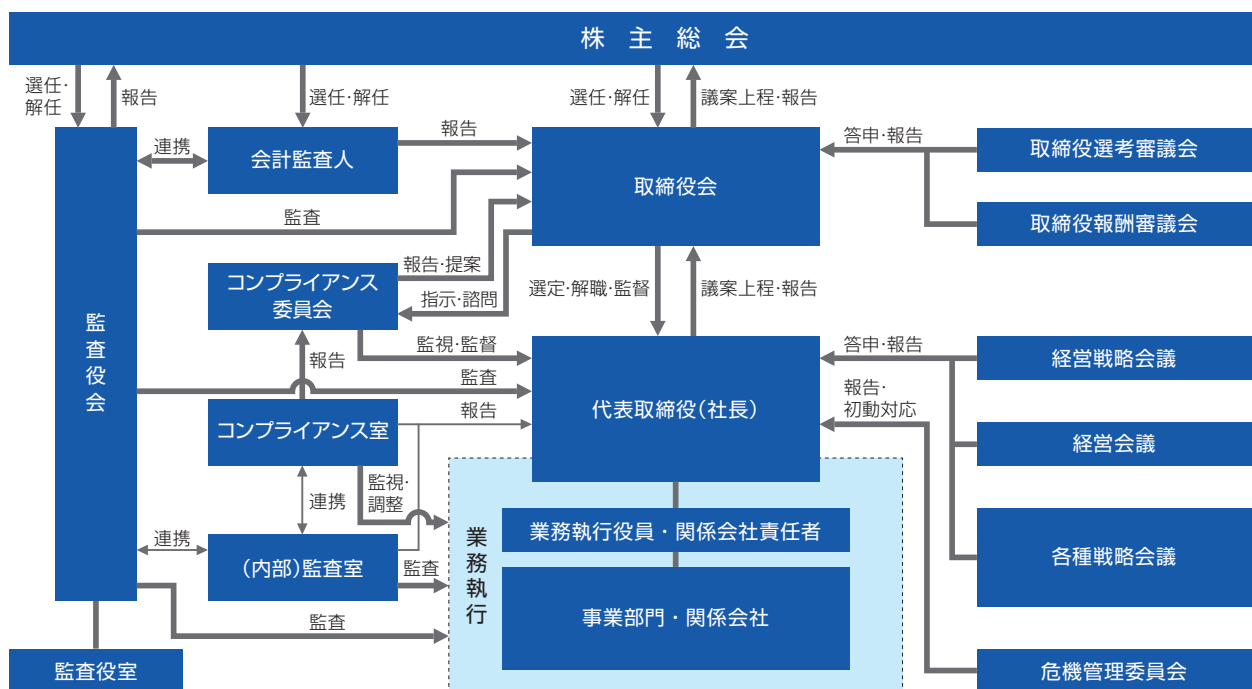 株主総会
選任・
解任
報告
選任・解任
選任・解任
議案上程・報告
連携
会計監査人
報告
取締役会
答申・報告
取締役選考審議会
取締役報酬審議会
監査
コンプライアンス
委員会
報告・提案
指示・諮問
選定・解職・監督
議案上程・報告
監査役会
監視・監督
報告
監査
代表取締役(社長)
答申・報告
経営戦略会議
報告・
初動対応
経営会議
コンプライアンス室
報告
連携
監視・
調整
業務執行
業務執行役員・関係会社責任者
各種戦略会議
連携
(内部)監査室
監査
事業部門・関係会社
監査
監査役室
危機管理委員会